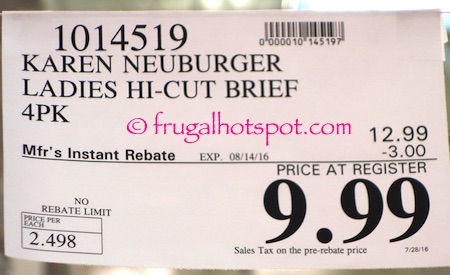 1014519
0000010145197
KAREN NEUBURGER
LADIES HI-CUT BRIEF
4PK
© frugalhotspot.com
12.99
Mfr's Instant Rebate EXP. 08/14/16 -3.00
PRICE AT REGISTER
9.99
NO
REBATE LIMIT
PRICE PER
EACH
2.498
Sales Tax on the pre-rebate price 7/28/16